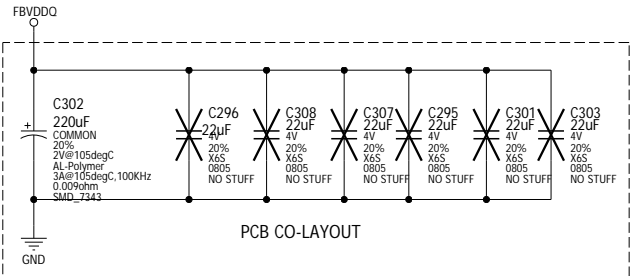 FBVDDQ
C302
220uF
COMMON
20%
2V@105degC
AL-Polymer
3A@105degC,100KHz
0.009ohm
SMD_7343
+
C296
22uF
4V
20%
X6S
0805
NO STUFF
C308
22uF
4V
20%
X6S
0805
NO STUFF
C307
22uF
4V
20%
X6S
0805
NO STUFF
C295
22uF
4V
20%
X6S
0805
NO STUFF
C301
22uF
4V
20%
X6S
0805
NO STUFF
C303
22uF
4V
20%
X6S
0805
NO STUFF
PCB CO-LAYOUT
GND